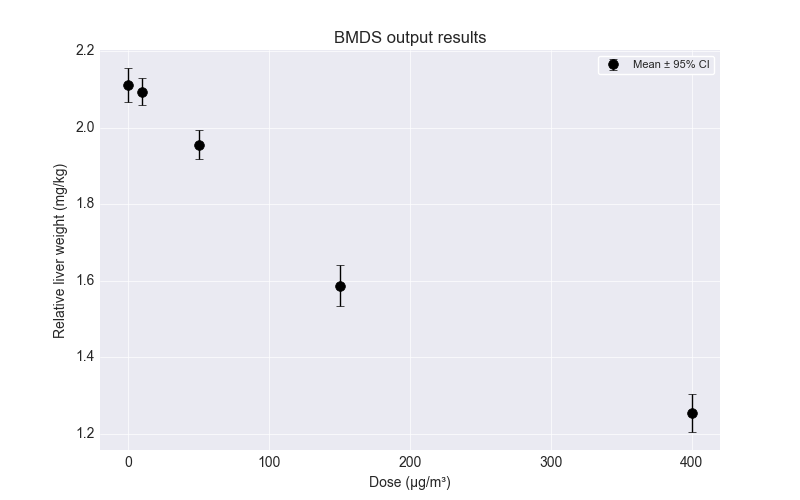 BMDS output results
Mean ± 95% CI
2.2
2.0
1.8
1.6
1.4
1.2
Relative liver weight (mg/kg)
0 100 200 300 400
Dose (μg/m³)